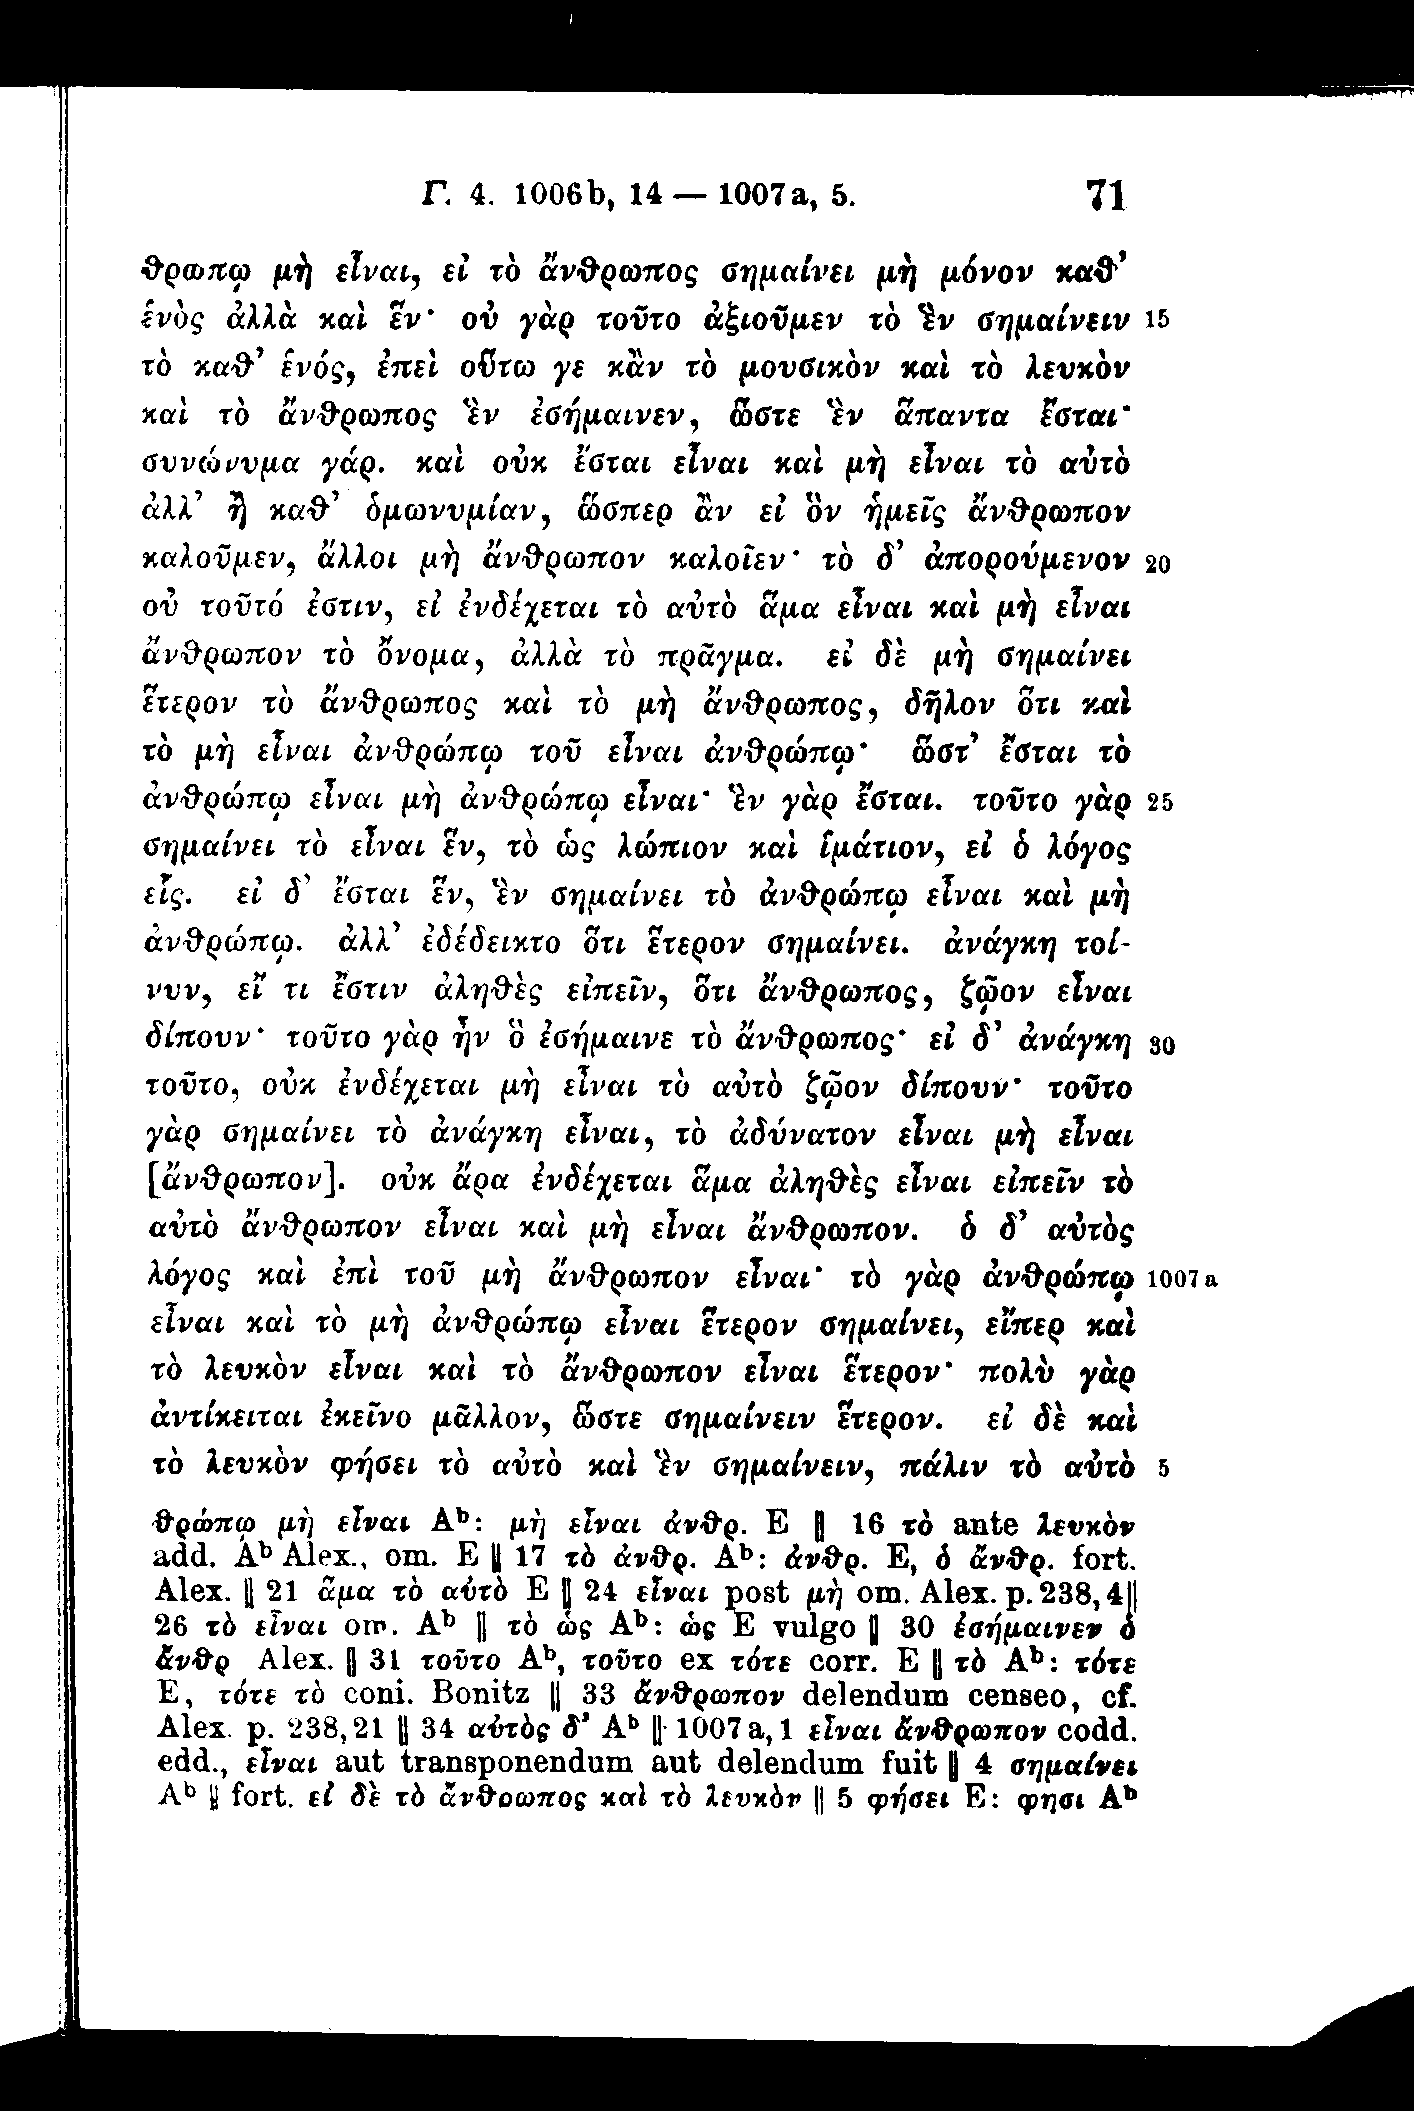 Γ. 4. 1006b, 14 — 1007a, 5. 71
θρωπῳ μὴ εἶναι, εἰ τὸ ἄνθρωπος σημαίνει μὴ μόνον καθ’
ἑνὸς ἀλλὰ καὶ ἕν· οὐ γὰρ τοῦτο ἀξιοῦμεν τὸ ἓν σημαίνειν 15
τὸ καθ’ ἑνός, ἐπεὶ οὕτω γε κἂν τὸ μουσικὸν καὶ τὸ λευκὸν
καὶ τὸ ἄνθρωπος ἓν ἐσήμαινεν, ὥστε ἓν ἅπαντα ἔσται·
συνώνυμα γάρ. καὶ οὐκ ἔσται εἶναι καὶ μὴ εἶναι τὸ αὐτὸ
ἀλλ’ ἢ καθ’ ὁμωνυμίαν, ὥσπερ ἂν εἰ ὃν ἡμεῖς ἄνθρωπον
καλοῦμεν, ἄλλοι μὴ ἄνθρωπον καλοῖεν· τὸ δ’ ἀπορούμενον 20
οὐ τοῦτό ἐστιν, εἰ ἐνδέχεται τὸ αὐτὸ ἅμα εἶναι καὶ μὴ εἶναι
ἄνθρωπον τὸ ὄνομα, ἀλλὰ τὸ πρᾶγμα. εἰ δὲ μὴ σημαίνει
ἕτερον τὸ ἄνθρωπος καὶ τὸ μὴ ἄνθρωπος, δῆλον ὅτι καὶ
τὸ μὴ εἶναι ἀνθρώπῳ τοῦ εἶναι ἀνθρώπῳ· ὥστ’ ἔσται τὸ
ἀνθρώπῳ εἶναι μὴ ἀνθρώπῳ εἶναι· ἓν γὰρ ἔσται. τοῦτο γὰρ 25
σημαίνει τὸ εἶναι ἕν, τὸ ὡς λώπιον καὶ ἱμάτιον, εἰ ὁ λόγος
εἷς. εἰ δ’ ἔσται ἕν, ἓν σημαίνει τὸ ἀνθρώπῳ εἶναι καὶ μὴ
ἀνθρώπῳ. ἀλλ’ ἐδέδεικτο ὅτι ἕτερον σημαίνει. ἀνάγκη τοί-
νυν, εἴ τι ἔστιν ἀληθὲς εἰπεῖν, ὅτι ἄνθρωπος, ζῷον εἶναι
δίπουν· τοῦτο γὰρ ἦν ὃ ἐσήμαινε τὸ ἄνθρωπος· εἰ δ’ ἀνάγκη 30
τοῦτο, οὐκ ἐνδέχεται μὴ εἶναι τὸ αὐτὸ ζῷον δίπουν· τοῦτο
γὰρ σημαίνει τὸ ἀνάγκη εἶναι, τὸ ἀδύνατον εἶναι μὴ εἶναι
[ἄνθρωπον]. οὐκ ἄρα ἐνδέχεται ἅμα ἀληθὲς εἶναι εἰπεῖν τὸ
αὐτὸ ἄνθρωπον εἶναι καὶ μὴ εἶναι ἄνθρωπον. ὁ δ’ αὐτὸς
λόγος καὶ ἐπὶ τοῦ μὴ ἄνθρωπον εἶναι· τὸ γὰρ ἀνθρώπῳ 1007a
εἶναι καὶ τὸ μὴ ἀνθρώπῳ εἶναι ἕτερον σημαίνει, εἴπερ καὶ
τὸ λευκὸν εἶναι καὶ τὸ ἄνθρωπον εἶναι ἕτερον· πολὺ γὰρ
ἀντίκειται ἐκεῖνο μᾶλλον, ὥστε σημαίνειν ἕτερον. εἰ δὲ καὶ
τὸ λευκὸν φήσει τὸ αὐτὸ καὶ ἓν σημαίνειν, πάλιν τὸ αὐτὸ 5
θρώπῳ μὴ εἶναι Aᵇ: μὴ εἶναι ἀνθρ. E ‖ 16 τὸ ante λευκὸν
add. Aᵇ Alex., om. E ‖ 17 τὸ ἀνθρ. Aᵇ: ἀνθρ. E, ὁ ἄνθρ. fort.
Alex. ‖ 21 ἅμα τὸ αὐτὸ E ‖ 24 εἶναι post μὴ om. Alex. p. 238,4‖
26 τὸ εἶναι om. Aᵇ ‖ τὸ ὡς Aᵇ: ὡς E vulgo ‖ 30 ἐσήμαινεν ὁ
ἄνθρ Alex. ‖ 31 τοῦτο Aᵇ, τοῦτο ex τότε corr. E ‖ τὸ Aᵇ: τότε
E, τότε τὸ coni. Bonitz ‖ 33 ἄνθρωπον delendum censeo, cf.
Alex. p. 238,21 ‖ 34 αὐτὸς δ’ Aᵇ ‖ 1007a, 1 εἶναι ἄνθρωπον codd.
edd., εἶναι aut transponendum aut delendum fuit ‖ 4 σημαίνει
Aᵇ ‖ fort. εἰ δὲ τὸ ἄνθρωπος καὶ τὸ λευκὸν ‖ 5 φήσει E: φησι Aᵇ